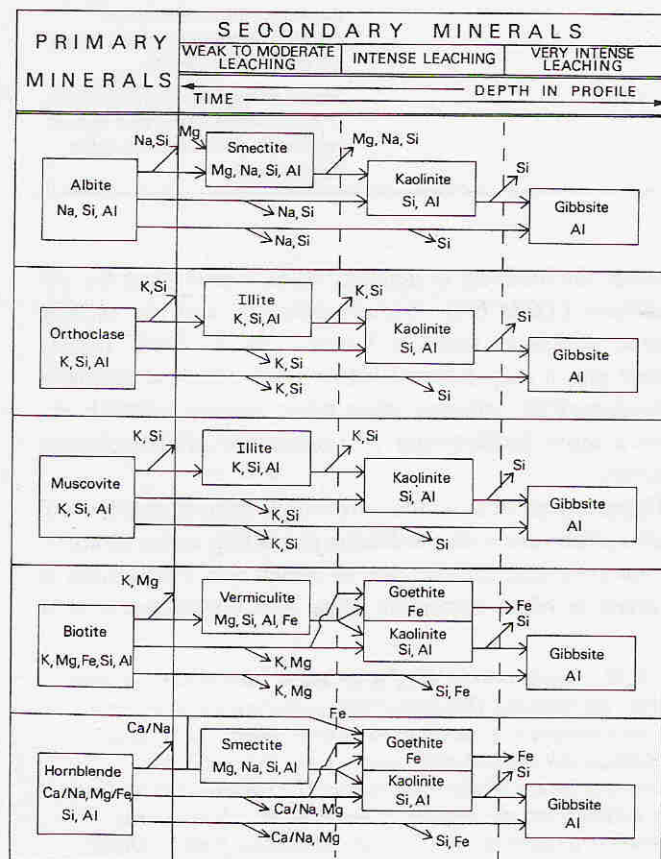 PRIMARY
MINERALS
SECONDARY MINERALS
WEAK TO MODERATE
LEACHING
INTENSE LEACHING
VERY INTENSE
LEACHING
TIME
DEPTH IN PROFILE
Albite
Na, Si, Al
Na,Si
Mg
Smectite
Mg, Na, Si, Al
Mg, Na, Si
Kaolinite
Si, Al
Si
Gibbsite
Al
Na,Si
Na,Si
Si
Orthoclase
K, Si, Al
K,Si
Illite
K, Si, Al
K, Si
Kaolinite
Si, Al
Si
Gibbsite
Al
K, Si
K, Si
Si
Muscovite
K, Si, Al
K, Si
Illite
K, Si, Al
K, Si
Kaolinite
Si, Al
Si
Gibbsite
Al
K, Si
K, Si
Si
Biotite
K, Mg, Fe, Si, Al
K, Mg
Vermiculite
Mg, Si, Al, Fe
Goethite
Fe
Kaolinite
Si, Al
Fe
Si
Gibbsite
Al
K, Mg
K, Mg
Si, Fe
Hornblende
Ca/Na, Mg/Fe,
Si, Al
Ca/Na
Smectite
Mg, Na, Si, Al
Fe
Goethite
Fe
Kaolinite
Si, Al
Fe
Si
Gibbsite
Al
Ca/Na, Mg
Ca/Na, Mg
Si, Fe